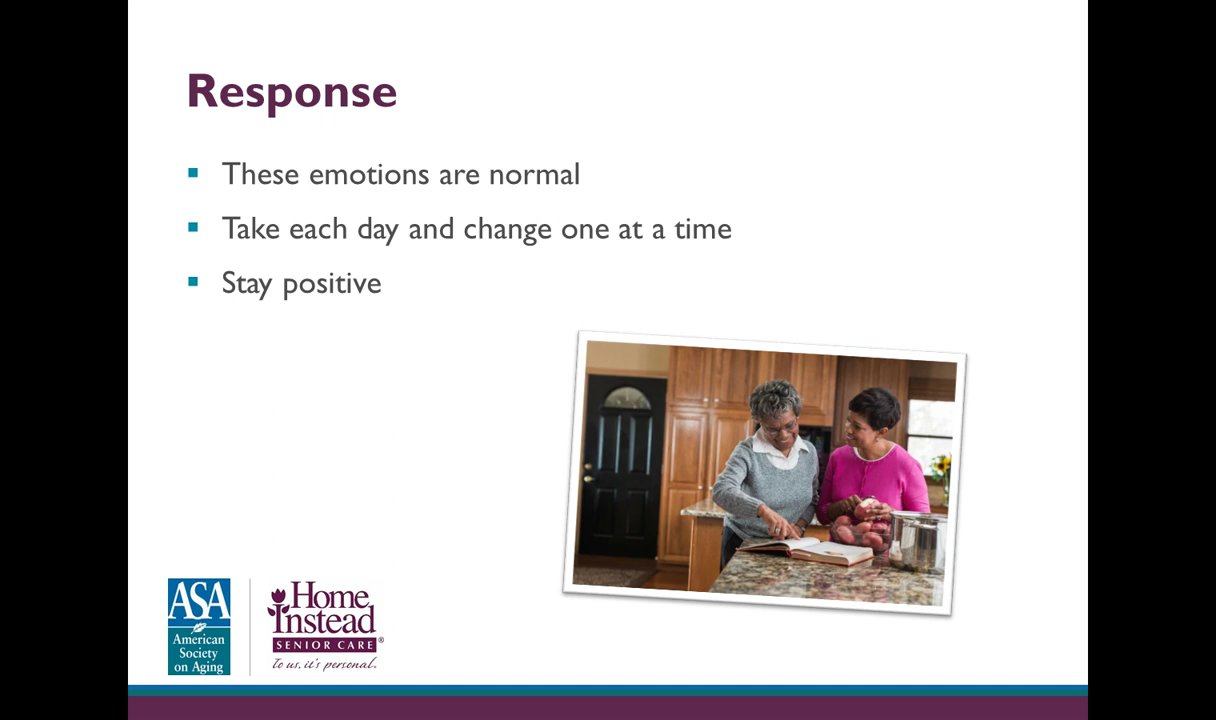 Response
These emotions are normal
Take each day and change one at a time
Stay positive
ASA
American
Society
on Aging
Home
Instead
SENIOR CARE®
To us, it's personal.